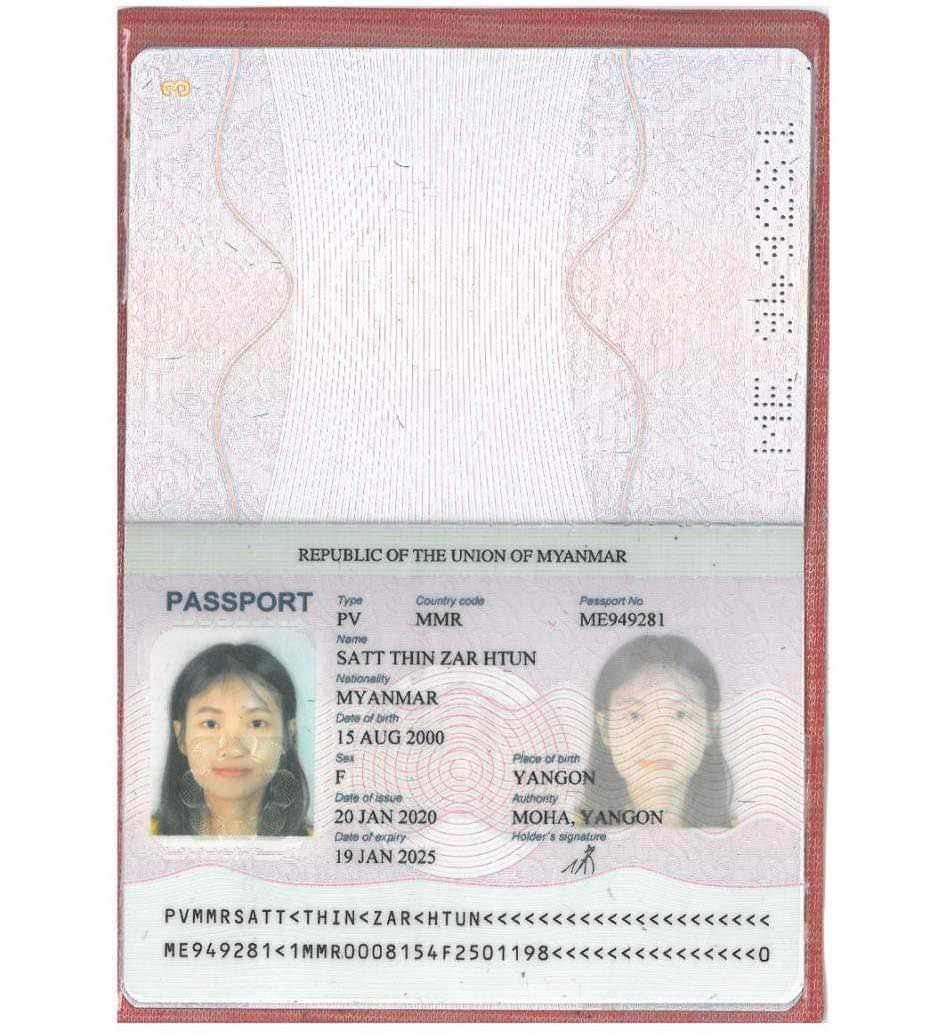 ME 949281
REPUBLIC OF THE UNION OF MYANMAR
PASSPORT
Type Country code Passport No
PV MMR ME949281
Name
SATT THIN ZAR HTUN
Nationality
MYANMAR
Date of birth
15 AUG 2000
Sex Place of birth
F YANGON
Date of issue Authority
20 JAN 2020 MOHA, YANGON
Date of expiry Holder's signature
19 JAN 2025
PVMMRSATT<THIN<ZAR<HTUN<<<<<<<<<<<<<<<<<<<<<
ME949281<1MMR0008154F2501198<<<<<<<<<<<<<<<0